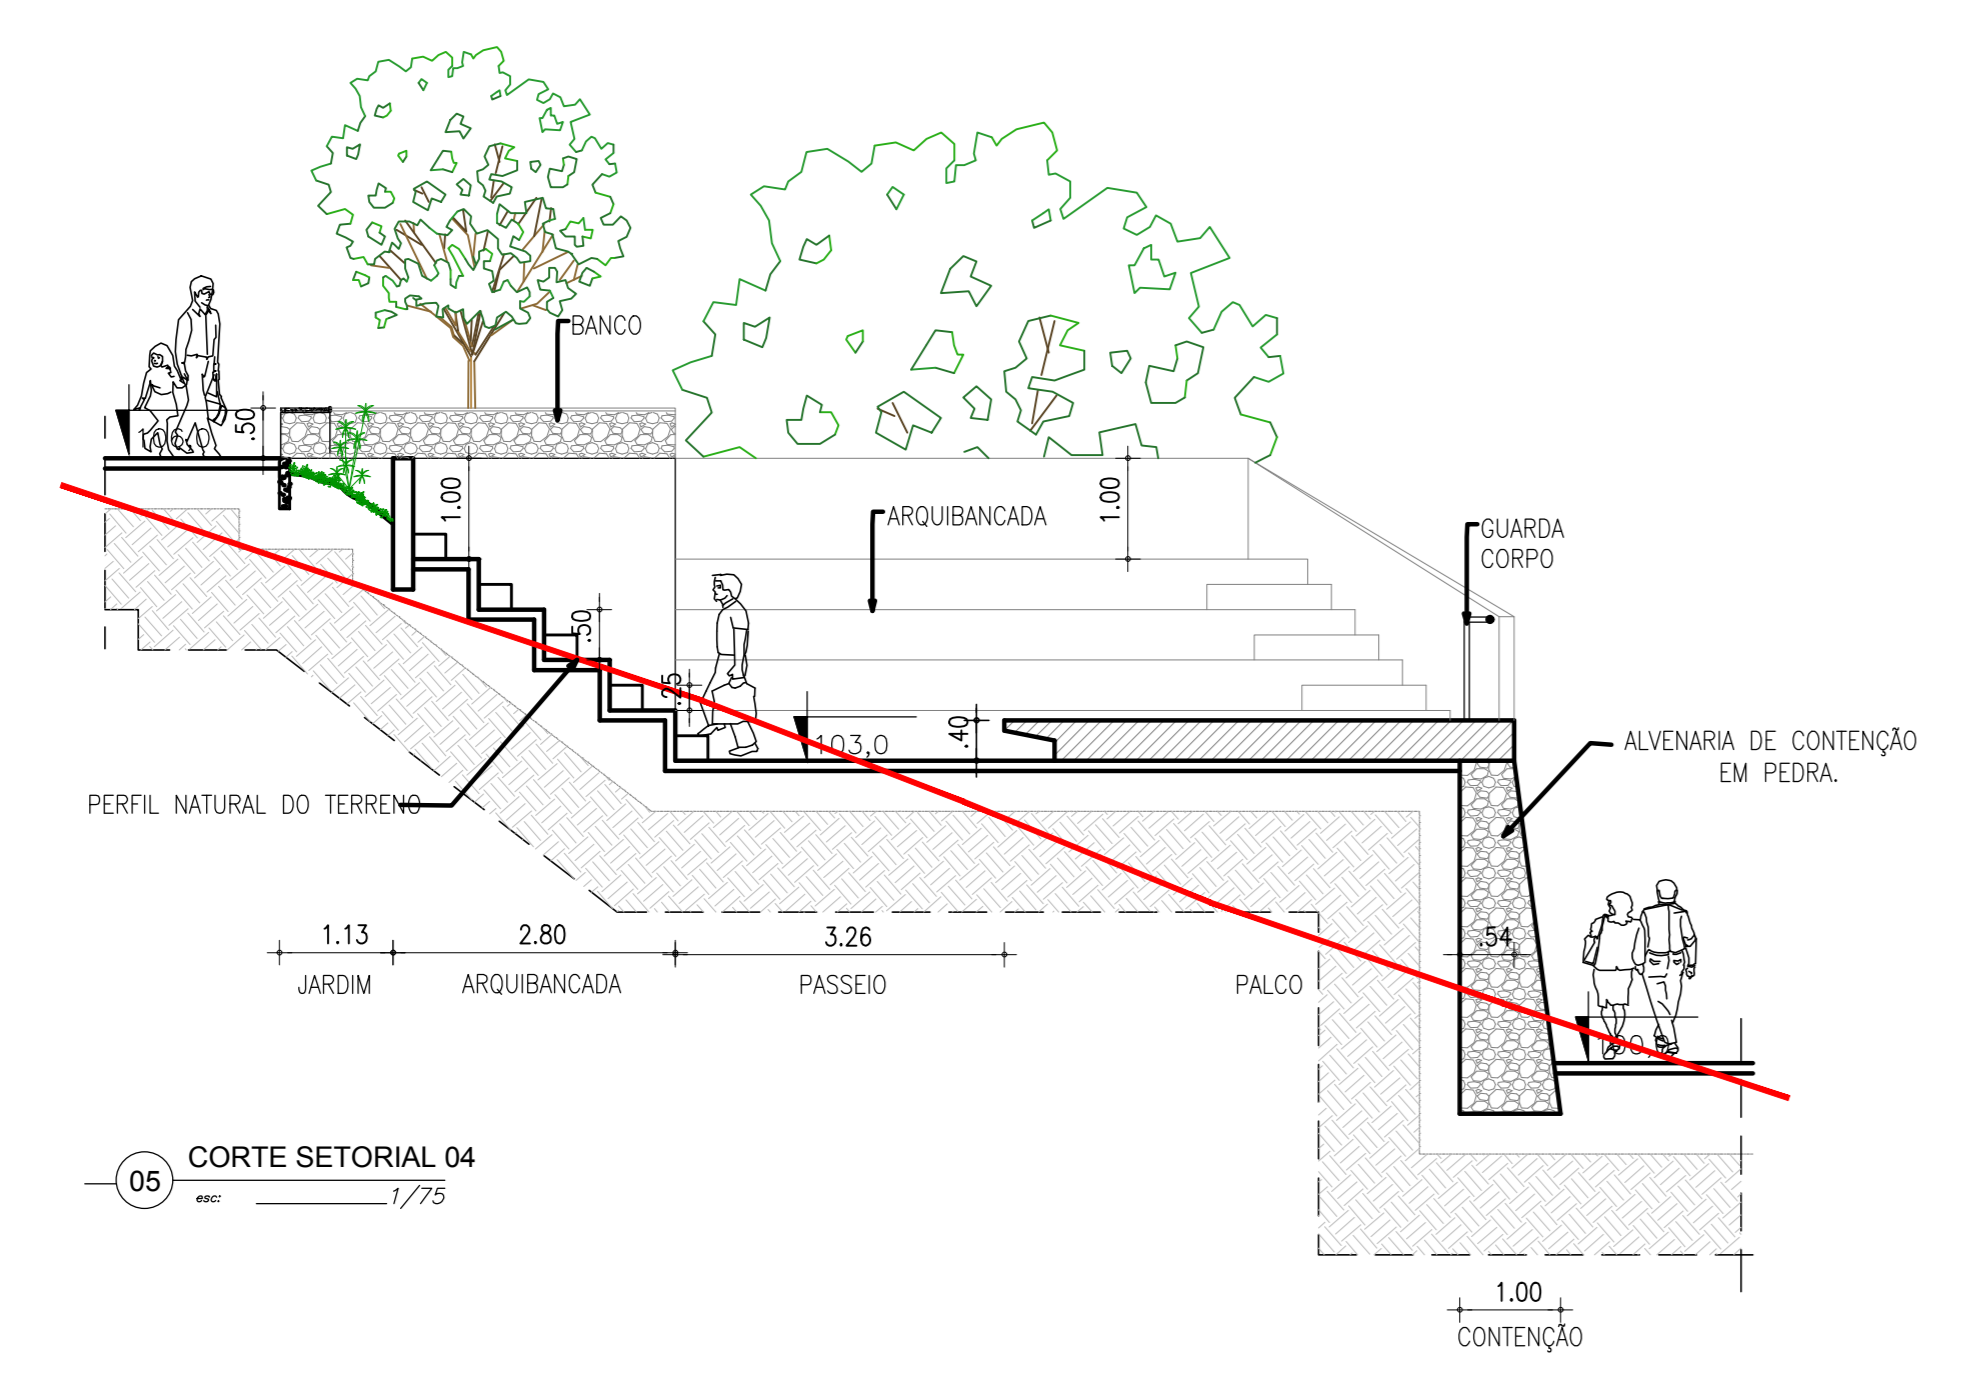 BANCO
.50
106,0
1.00
1.00
ARQUIBANCADA
GUARDA
CORPO
.50
.25
103,0
.40
ALVENARIA DE CONTENÇÃO
EM PEDRA.
PERFIL NATURAL DO TERRENO
1.13
2.80
3.26
.54
JARDIM
ARQUIBANCADA
PASSEIO
PALCO
05
CORTE SETORIAL 04
esc:
1/75
1.00
CONTENÇÃO